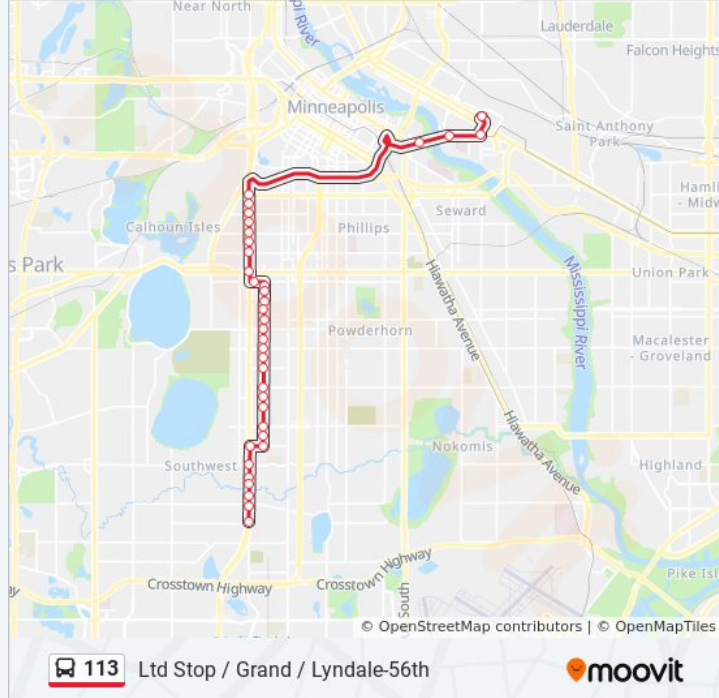 Near North
Lauderdale
Falcon Heights
pi River
Minneapolis
Saint Anthony
Park
Hamli
- Midw
Calhoun Isles
Phillips
Seward
s Park
Union Park
Hiawatha Avenue
Mississippi River
Powderhorn
Macalester
- Groveland
Hiawatha Avenue
Nokomis
Southwest
Highland
Crosstown Highway
Crosstown Highway
South
Pike Isl
© OpenStreetMap contributors | © OpenMapTiles
113 Ltd Stop / Grand / Lyndale-56th
moovit